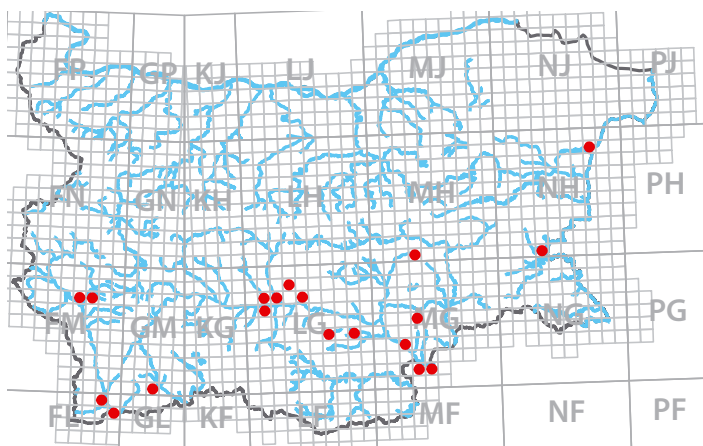 FP GP KJ LJ MJ NJ PJ
FN GN KH LH MH NH PH
FM GM KG LG MG NG PG
FL GL KF LF MF NF PF